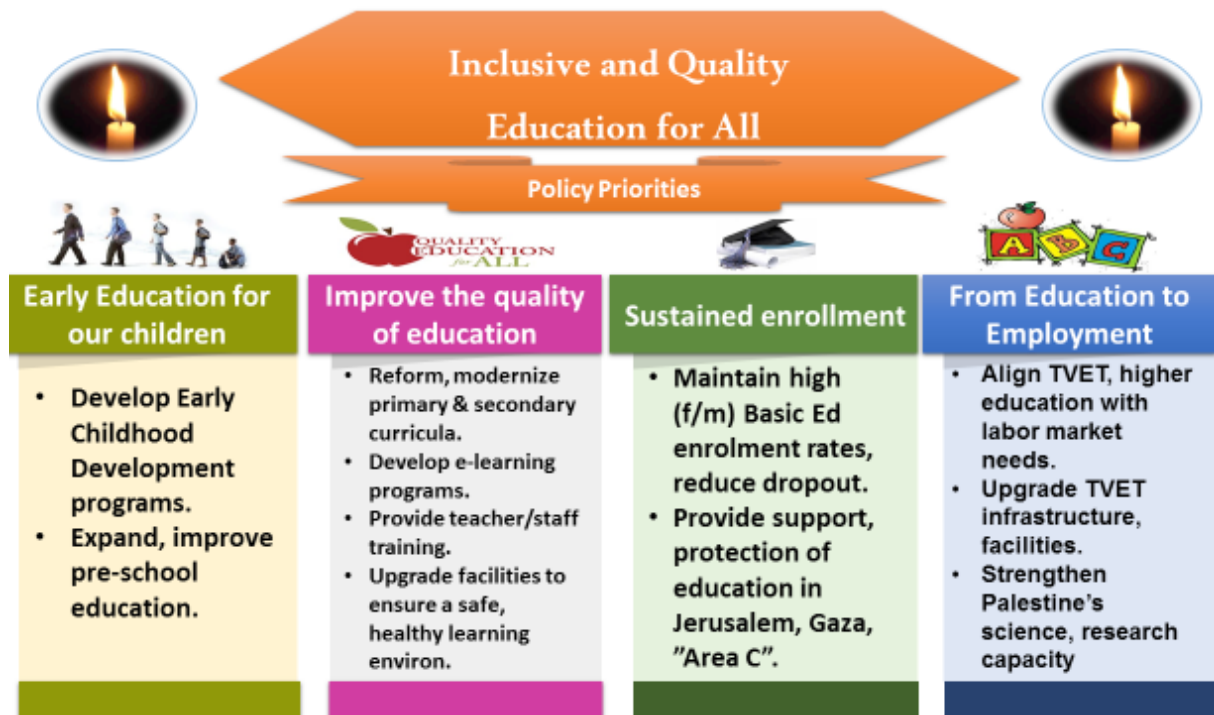 Inclusive and Quality
Education for All
Policy Priorities
QUALITY
EDUCATION
for ALL
A B C
Early Education for
our children
• Develop Early
Childhood
Development
programs.
• Expand, improve
pre-school
education.
Improve the quality
of education
• Reform, modernize
primary & secondary
curricula.
• Develop e-learning
programs.
• Provide teacher/staff
training.
• Upgrade facilities to
ensure a safe,
healthy learning
environ.
Sustained enrollment
• Maintain high
(f/m) Basic Ed
enrolment rates,
reduce dropout.
• Provide support,
protection of
education in
Jerusalem, Gaza,
”Area C”.
From Education to
Employment
• Align TVET, higher
education with
labor market
needs.
• Upgrade TVET
infrastructure,
facilities.
• Strengthen
Palestine’s
science, research
capacity